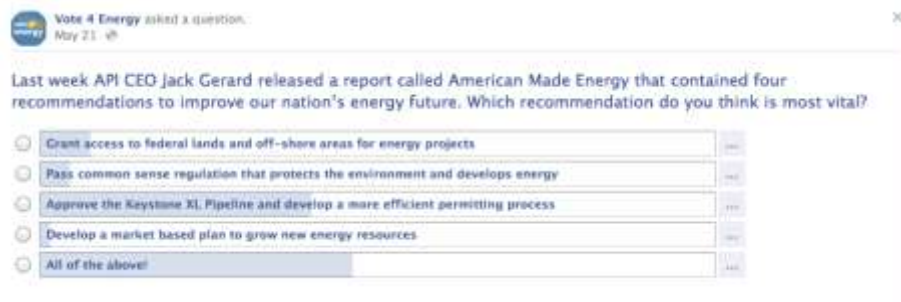 Vote 4 Energy asked a question.
May 21
Last week API CEO Jack Gerard released a report called American Made Energy that contained four
recommendations to improve our nation's energy future. Which recommendation do you think is most vital?
Grant access to federal lands and off-shore areas for energy projects
Pass common sense regulation that protects the environment and develops energy
Approve the Keystone XL Pipeline and develop a more efficient permitting process
Develop a market based plan to grow new energy resources
All of the above!